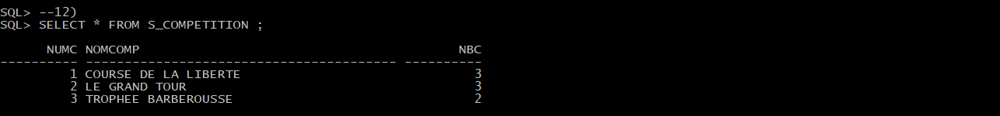 SQL> --12)
SQL> SELECT * FROM S_COMPETITION ;
NUMC NOMCOMP NBC
---------- ---------------------------------------- ----------
1 COURSE DE LA LIBERTE 3
2 LE GRAND TOUR 3
3 TROPHEE BARBEROUSSE 2